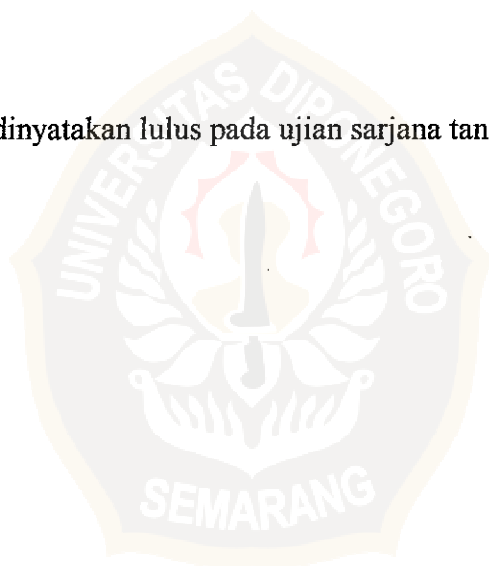 dinyatakan lulus pada ujian sarjana tan
UNIVERSITAS DIPONEGORO
SEMARANG